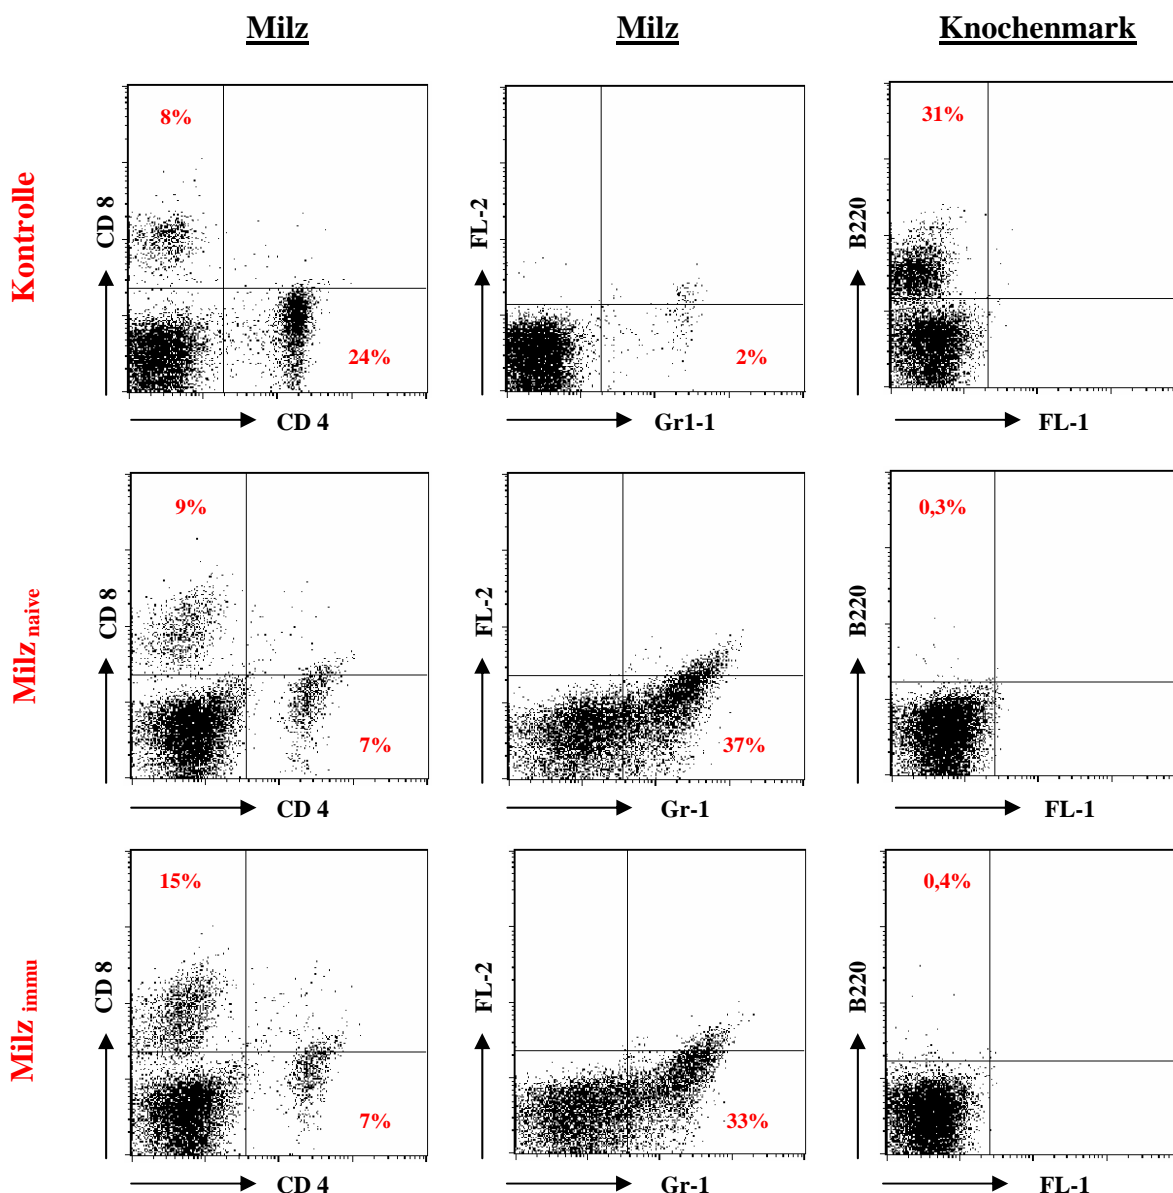 Milz Milz Knochenmark
Kontrolle
8%
CD 8
24%
CD 4
FL-2
2%
Gr1-1
31%
B220
FL-1
Milz naive
9%
CD 8
7%
CD 4
FL-2
37%
Gr-1
0,3%
B220
FL-1
Milz immu
15%
CD 8
7%
CD 4
FL-2
33%
Gr-1
0,4%
B220
FL-1